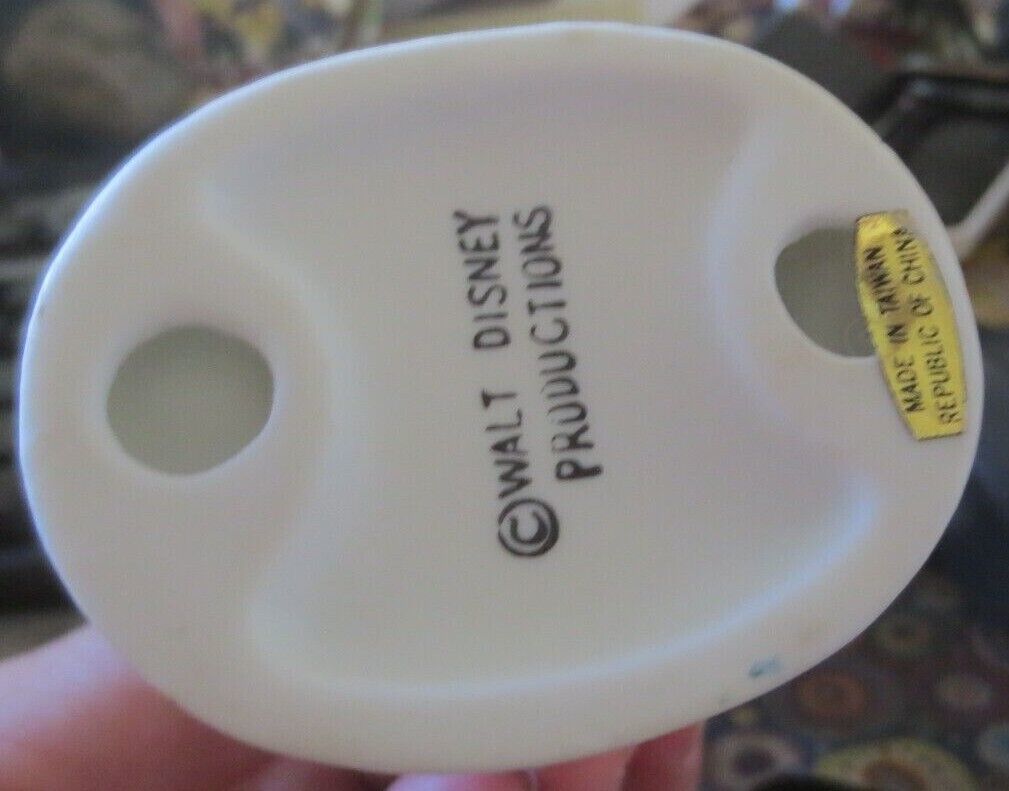 ©WALT DISNEY
PRODUCTIONS
MADE IN TAIWAN
REPUBLIC OF CHINA